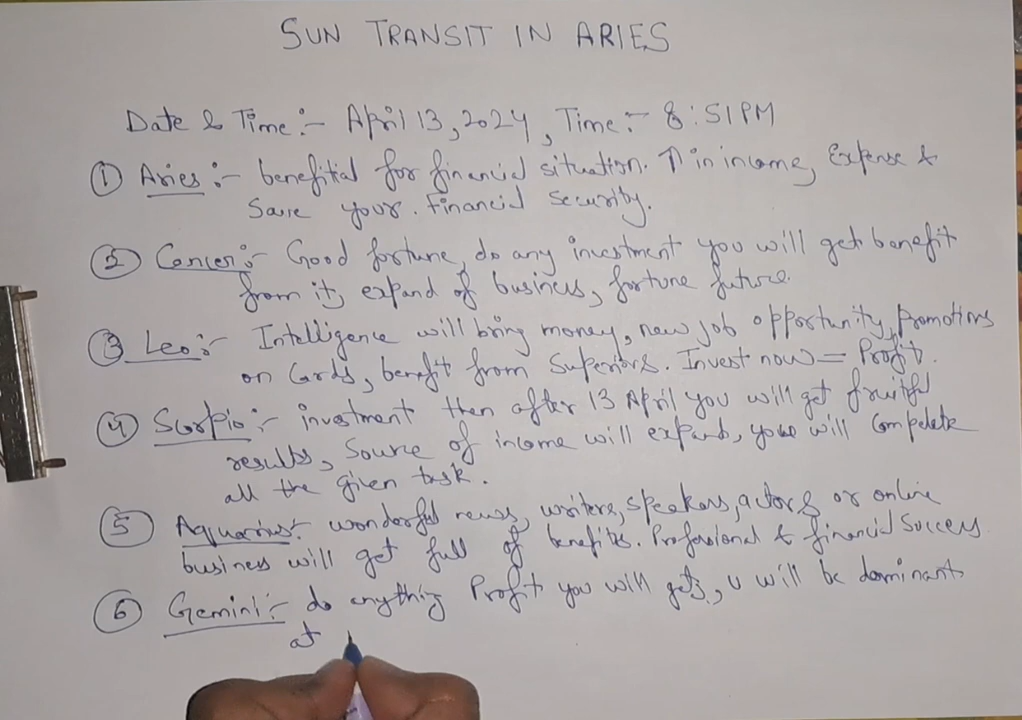 SUN TRANSIT IN ARIES
Date & Time:- April 13, 2024, Time:- 8:51 PM
① Aries:- benefitial for financial situation. ↑ in income, Expense &
Save your. Financial Security.
② Cancer:- Good fortune, do any investment you will get benefit
from it, expand of business, fortune future.
③ Leo:- Intelligence will bring money, new job opportunity, Promotions
on Cards, benefit from Superiors. Invest now = Profit.
④ Scorpio:- investment then after 13 April you will get fruitful
results, Source of income will expand, you will Compelete
all the given task.
⑤ Aquarius:- wonderful news, writers, speakers, actors or online
business will get full of benefits. Professional & financial Success.
⑥ Gemini:- do anything Profit you will get, u will be dominant
at